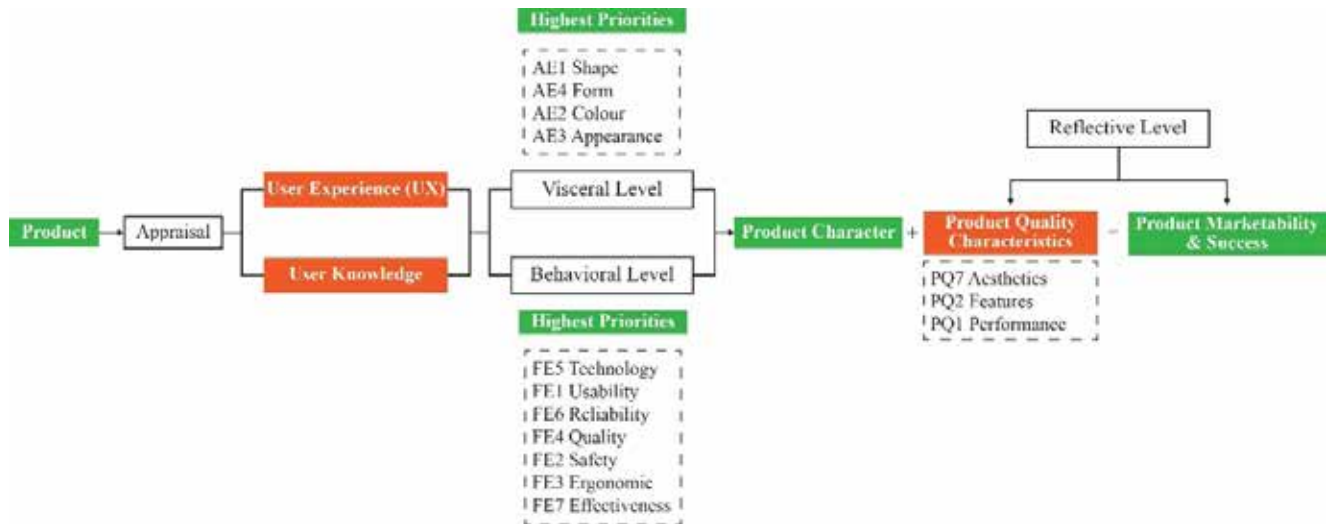 Highest Priorities
AE1 Shape
AE4 Form
AE2 Colour
AE3 Appearance
Reflective Level
User Experience (UX)
Visceral Level
Product
Appraisal
Product Character
+
Product Quality
Characteristics
=
Product Marketability
& Success
User Knowledge
Behavioral Level
PQ7 Aesthetics
PQ2 Features
PQ1 Performance
Highest Priorities
FE5 Technology
FE1 Usability
FE6 Reliability
FE4 Quality
FE2 Safety
FE3 Ergonomic
FE7 Effectiveness